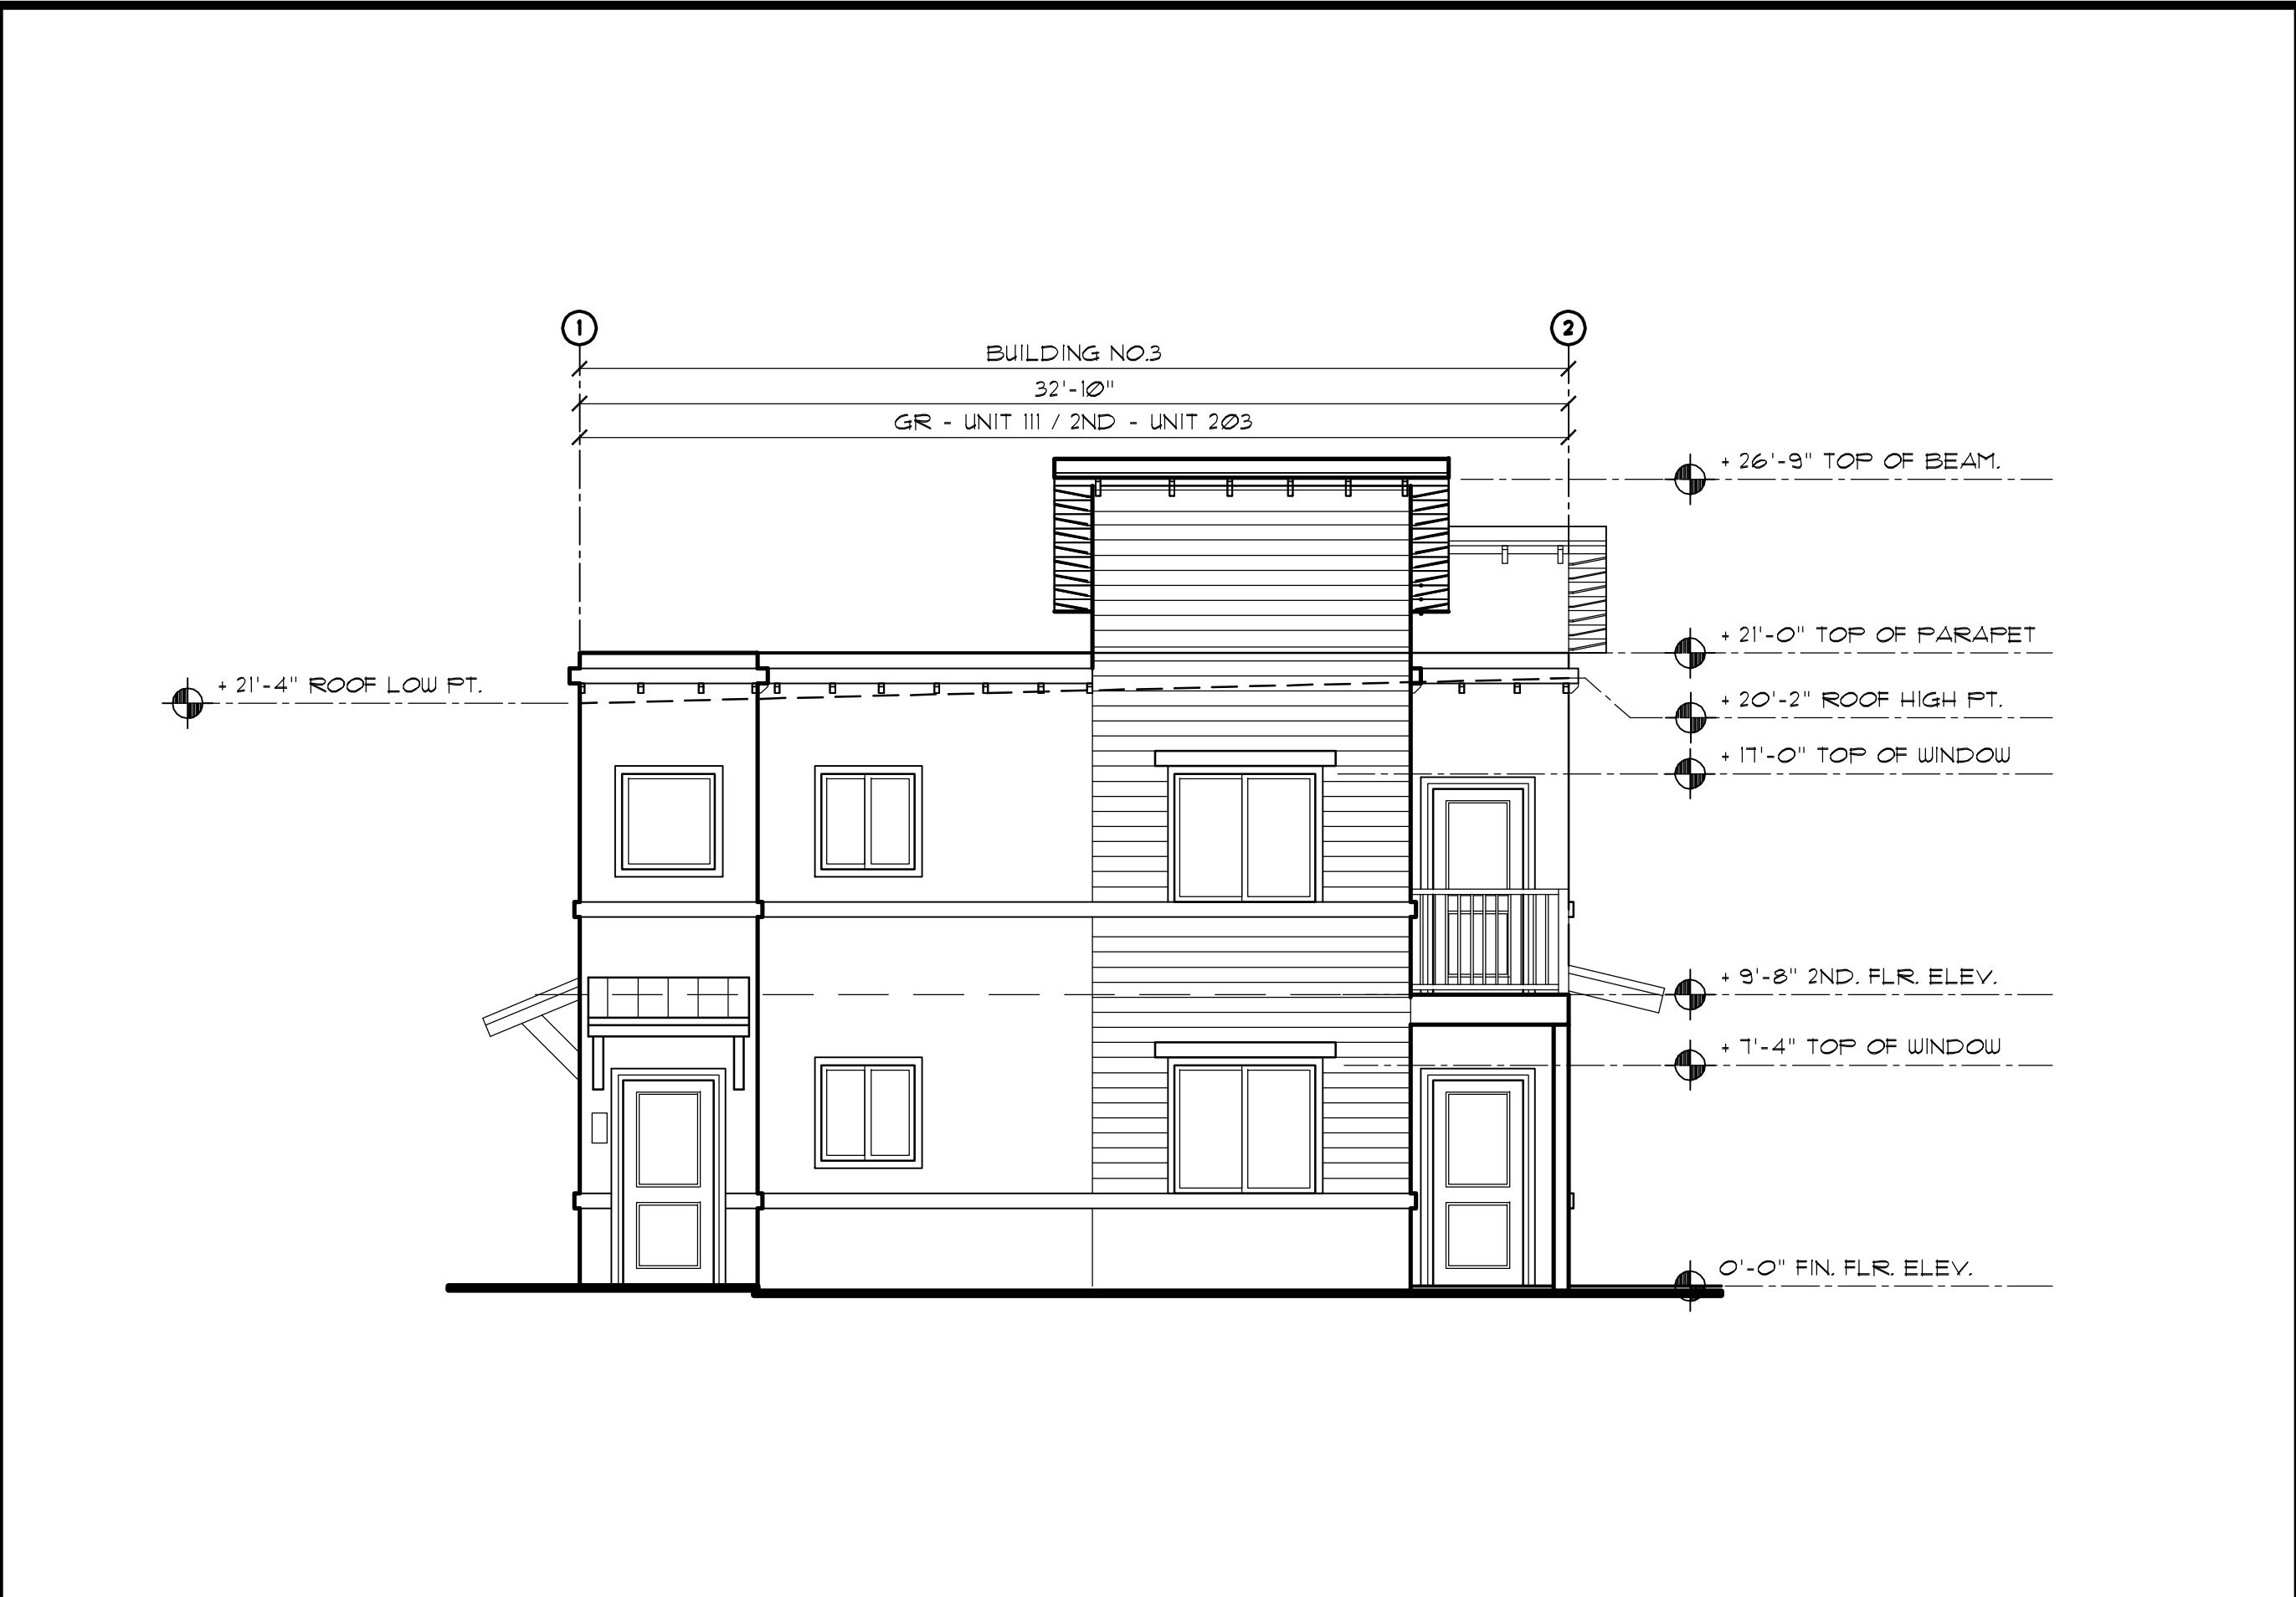 1
2
BUILDING NO.3
32'-10"
GR - UNIT 111 / 2ND - UNIT 203
+ 26'-9" TOP OF BEAM.
+ 21'-0" TOP OF PARAPET
+ 21'-4" ROOF LOW PT.
+ 20'-2" ROOF HIGH PT.
+ 17'-0" TOP OF WINDOW
+ 9'-8" 2ND. FLR. ELEV.
+ 7'-4" TOP OF WINDOW
0'-0" FIN. FLR. ELEV.